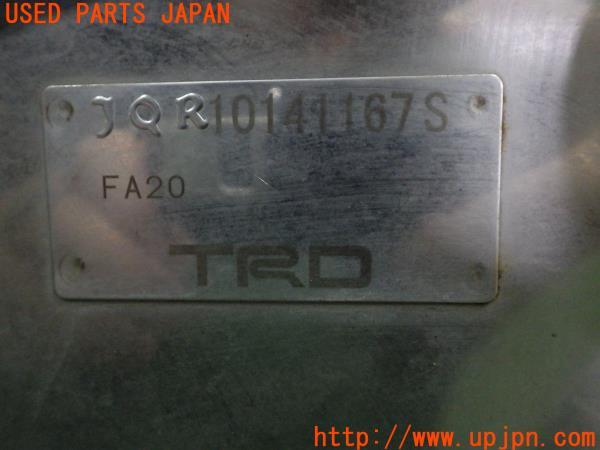 USED PARTS JAPAN
JQR10141167S
FA20
TRD
http://www.upjpn.com/